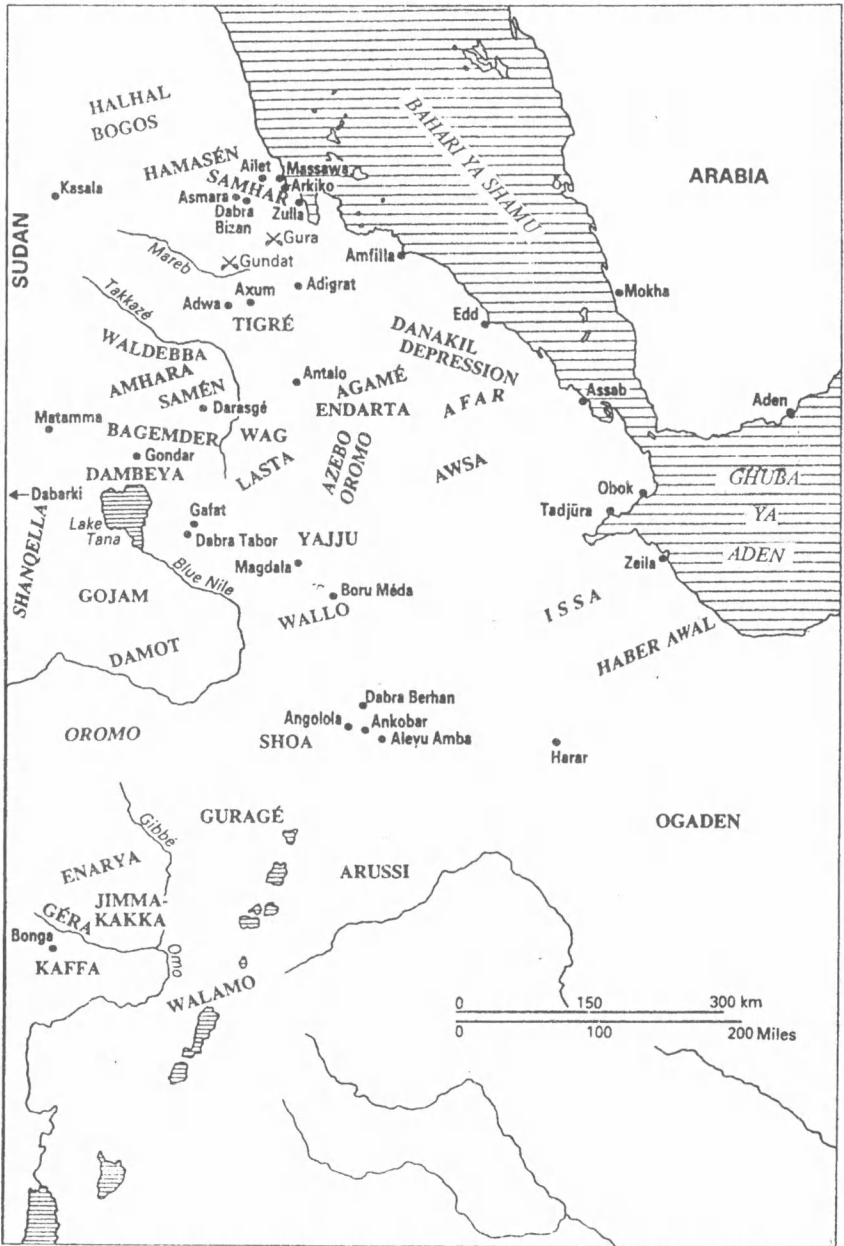 HALHAL
BOGOS
HAMASÉN
SAMHAR
Ailet
Massawa
Arkiko
Kasala
Asmara
Dabra
Bizan
Zulla
BAHARI YA SHAMU
ARABIA
SUDAN
Gura
Gundat
Mareb
Amfilla
Takkazé
Adwa
Axum
Adigrat
TIGRÉ
Mokha
Edd
DANAKIL
DEPRESSION
WALDEBBA
AMHARA
SAMÉN
Antalo
AGAMÉ
ENDARTA
AFAR
Assab
Aden
Matamma
Darasgé
BAGEMDER
WAG
Gondar
LASTA
AZEBO
OROMO
AWSA
DAMBEYA
Dabarki
Obok
GHUBA
YA
ADEN
Tadjūra
Lake
Tana
Gafat
Dabra Tabor
YAJJU
Zeila
SHANQELLA
Magdala
Blue Nile
Boru Méda
GOJAM
WALLO
ISSA
HABER AWAL
DAMOT
Dabra Berhan
Angolola
Ankobar
Aleyu Amba
OROMO
SHOA
Harar
GURAGÉ
OGADEN
Gibbé
ENARYA
ARUSSI
JIMMA-
KAKKA
GÉRA
Bonga
KAFFA
Omo
WALAMO
0 150 300 km
0 100 200 Miles